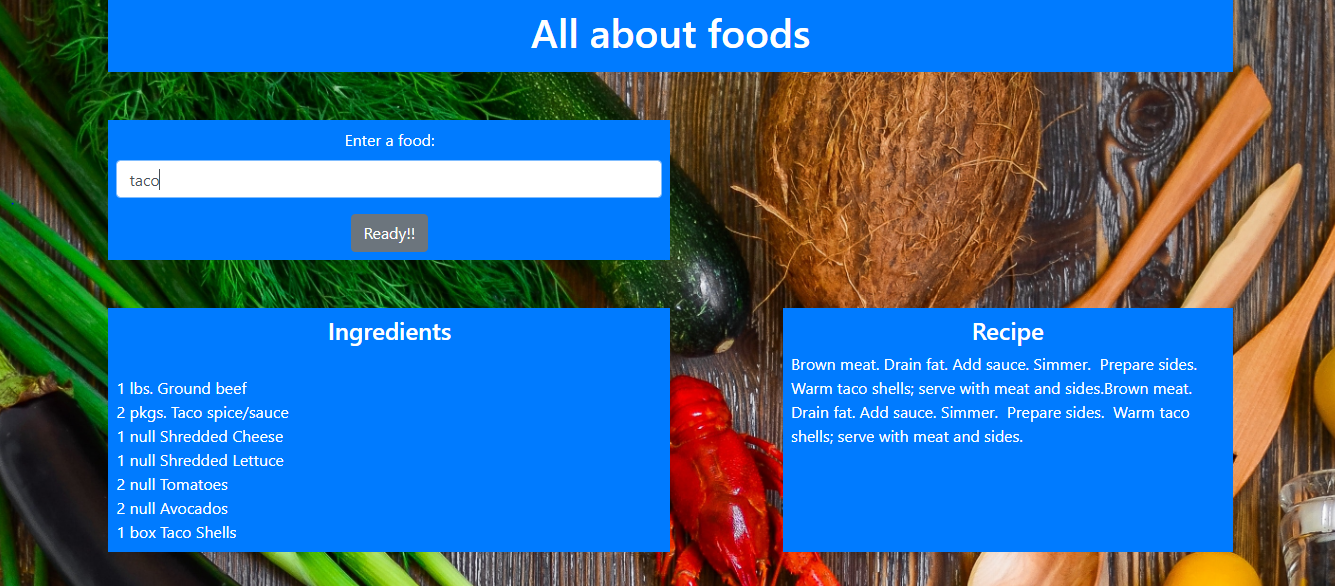 All about foods
Enter a food:
taco
Ready!!
Ingredients
1 lbs. Ground beef
2 pkgs. Taco spice/sauce
1 null Shredded Cheese
1 null Shredded Lettuce
2 null Tomatoes
2 null Avocados
1 box Taco Shells
Recipe
Brown meat. Drain fat. Add sauce. Simmer.  Prepare sides.
Warm taco shells; serve with meat and sides.Brown meat.
Drain fat. Add sauce. Simmer.  Prepare sides.  Warm taco
shells; serve with meat and sides.